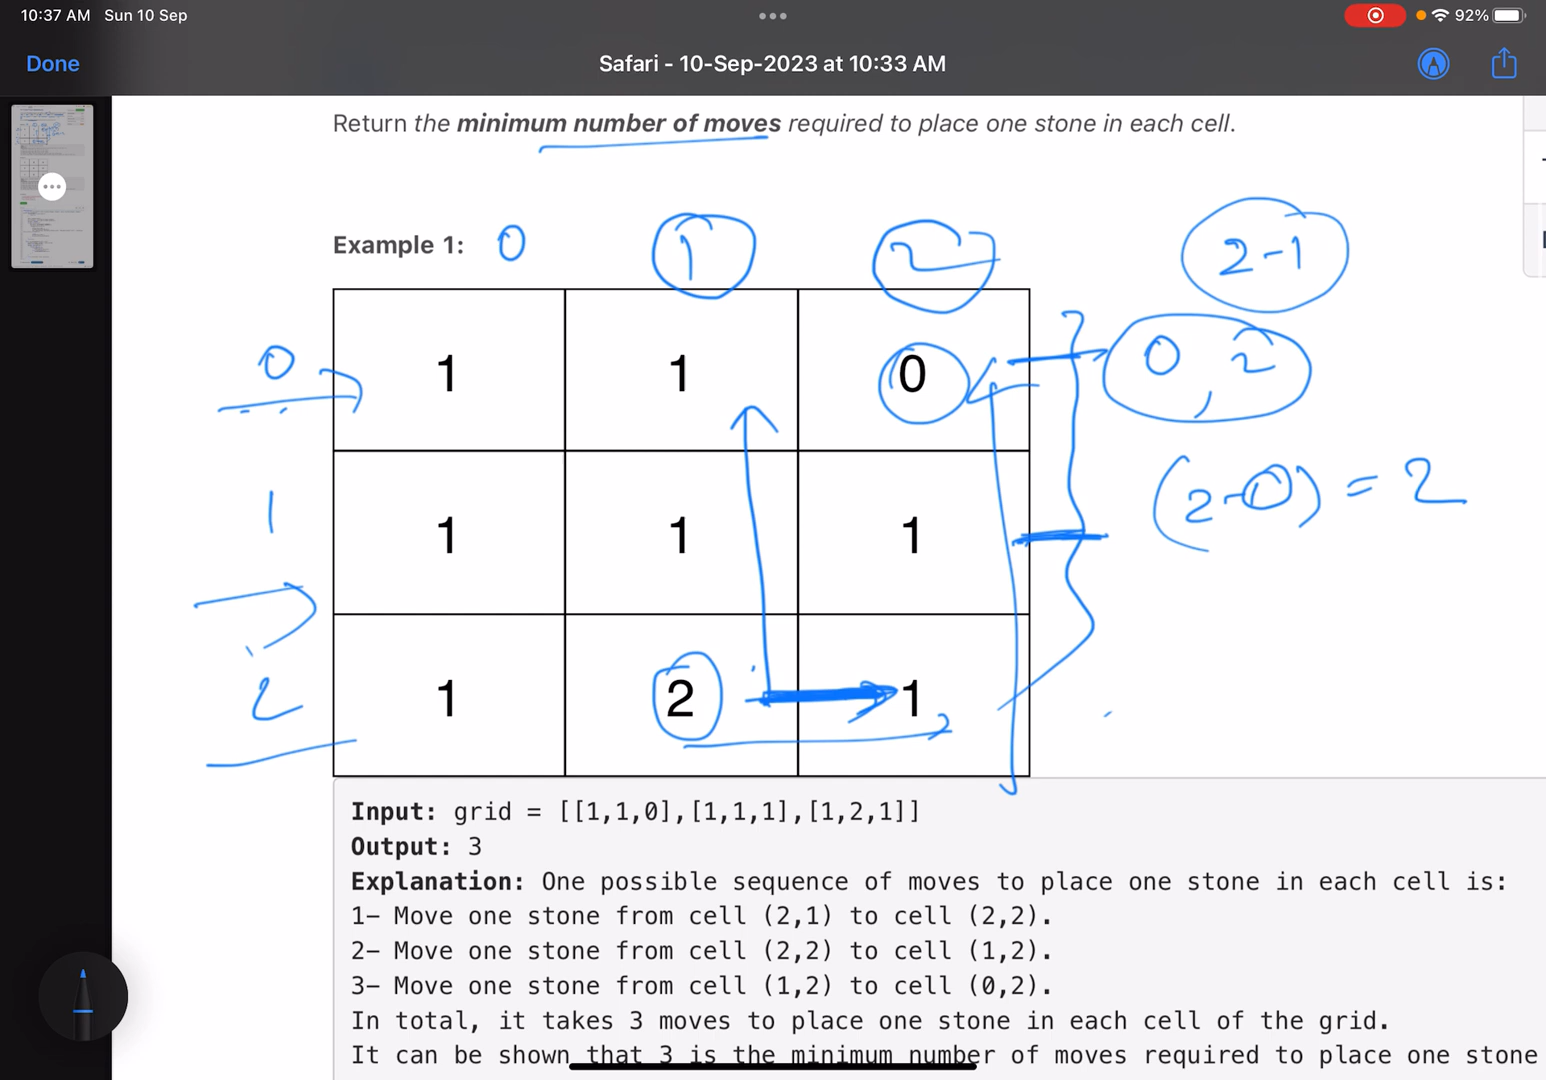 10:37 AM Sun 10 Sep
92%
Done
Safari - 10-Sep-2023 at 10:33 AM
Return the minimum number of moves required to place one stone in each cell.
Example 1: 0 1 2 2-1
0 1 1 0 0, 2
1 1 1 1 (2-0) = 2
2 1 2 1
Input: grid = [[1,1,0],[1,1,1],[1,2,1]]
Output: 3
Explanation: One possible sequence of moves to place one stone in each cell is:
1- Move one stone from cell (2,1) to cell (2,2).
2- Move one stone from cell (2,2) to cell (1,2).
3- Move one stone from cell (1,2) to cell (0,2).
In total, it takes 3 moves to place one stone in each cell of the grid.
It can be shown that 3 is the minimum number of moves required to place one stone